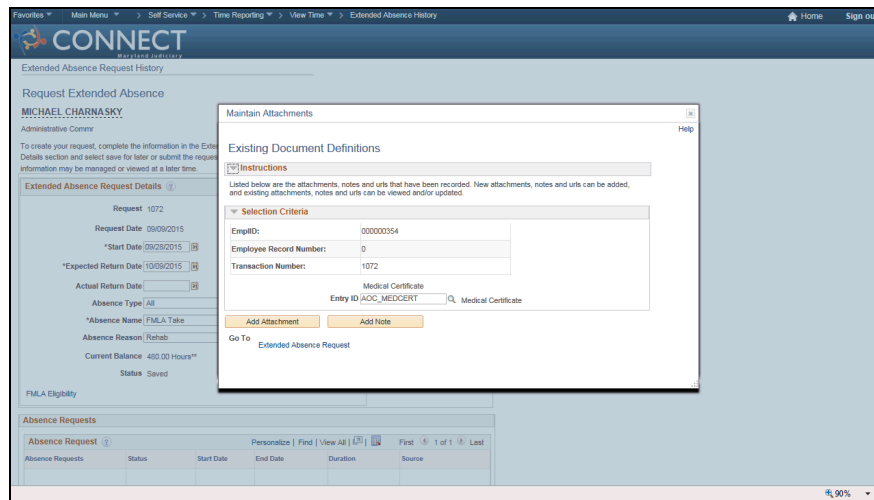 Favorites Main Menu > Self Service > Time Reporting > View Time > Extended Absence History
Home Sign ou
CONNECT
Maryland Judiciary
Extended Absence Request History
Request Extended Absence
MICHAEL CHARNASKY
Administrative Commr
To create your request, complete the information in the Exter
Details section and select save for later or submit the reques
information may be managed or viewed at a later time.
Extended Absence Request Details
Request 1072
Request Date 09/09/2015
*Start Date 09/28/2015
*Expected Return Date 10/09/2015
Actual Return Date
Absence Type All
*Absence Name FMLA Take
Absence Reason Rehab
Current Balance 480.00 Hours**
Status Saved
FMLA Eligibility
Maintain Attachments
Help
Existing Document Definitions
Instructions
Listed below are the attachments, notes and urls that have been recorded. New attachments, notes and urls can be added,
and existing attachments, notes and urls can be viewed and/or updated.
Selection Criteria
EmplID: 000000354
Employee Record Number: 0
Transaction Number: 1072
Medical Certificate
Entry ID AOC_MEDCERT Medical Certificate
Add Attachment Add Note
Go To
Extended Absence Request
Absence Requests
Absence Request Personalize | Find | View All | | First 1 of 1 Last
Absence Requests Status Start Date End Date Duration Source
90%